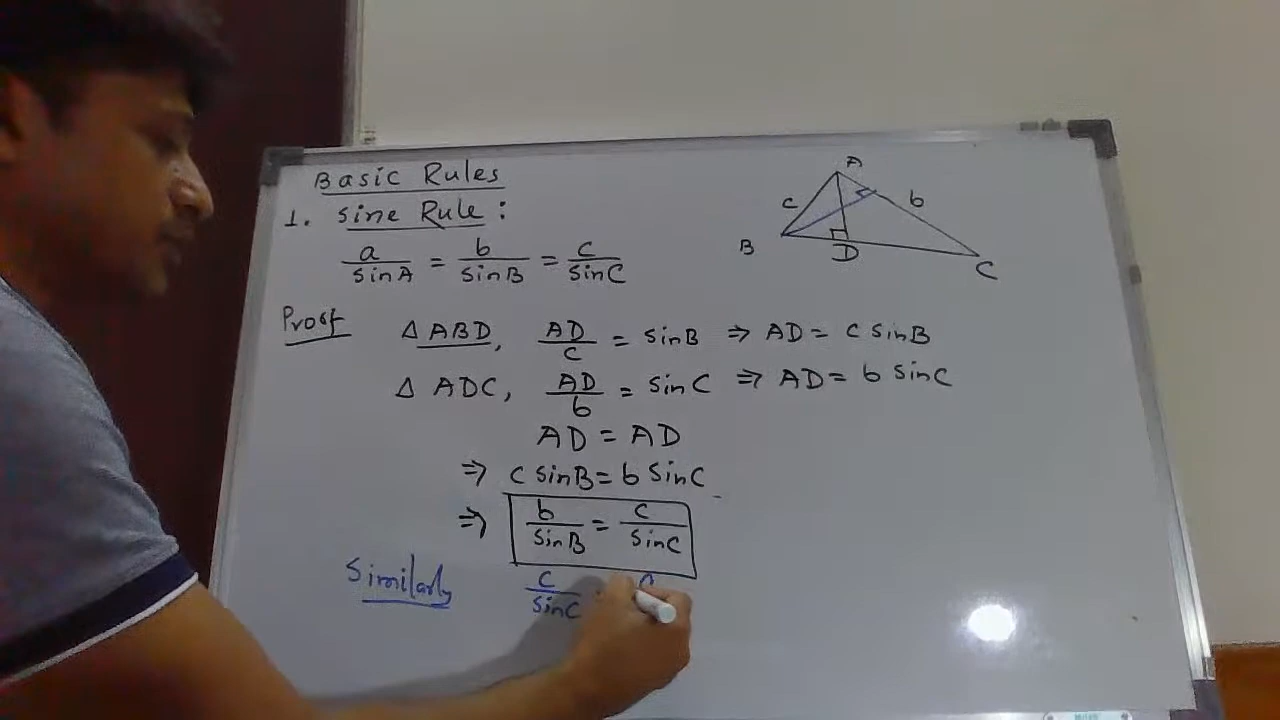 Basic Rules
1. Sine Rule:
a/sinA = b/sinB = c/sinC
Proof
Δ ABD, AD/c = sinB ⇒ AD = c sinB
Δ ADC, AD/b = sinC ⇒ AD = b sinC
AD = AD
⇒ c sinB = b sinC
⇒ b/sinB = c/sinC
Similarly c/sinC
A
c
b
B
D
C